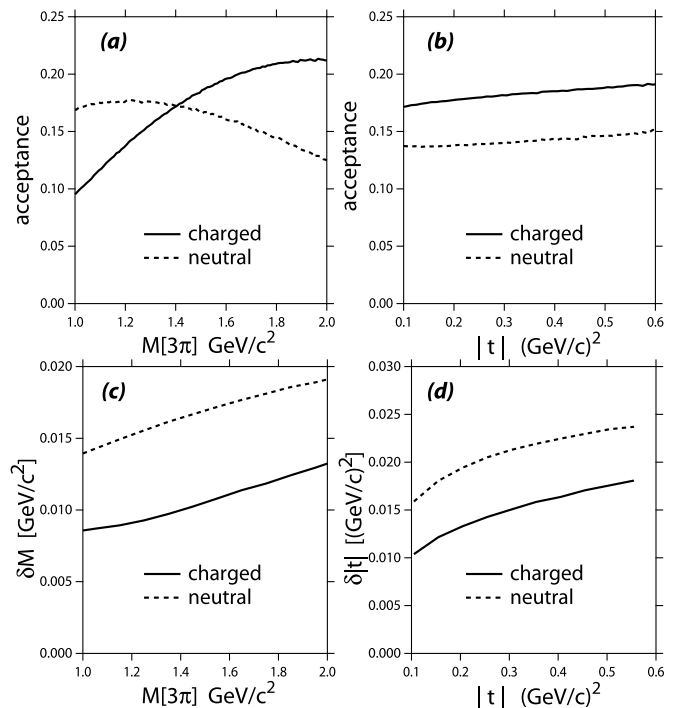 (a)
acceptance
0.25
0.20
0.15
0.10
0.05
0.00
charged
neutral
1.0 1.2 1.4 1.6 1.8 2.0
M[3π] GeV/c²
(b)
acceptance
0.25
0.20
0.15
0.10
0.05
0.00
charged
neutral
0.1 0.2 0.3 0.4 0.5 0.6
|t| (GeV/c)²
(c)
δM [GeV/c²]
0.020
0.015
0.010
0.005
0.000
charged
neutral
1.0 1.2 1.4 1.6 1.8 2.0
M[3π] GeV/c²
(d)
δ|t| [(GeV/c)²]
0.030
0.025
0.020
0.015
0.010
0.005
0.000
charged
neutral
0.1 0.2 0.3 0.4 0.5 0.6
|t| (GeV/c)²